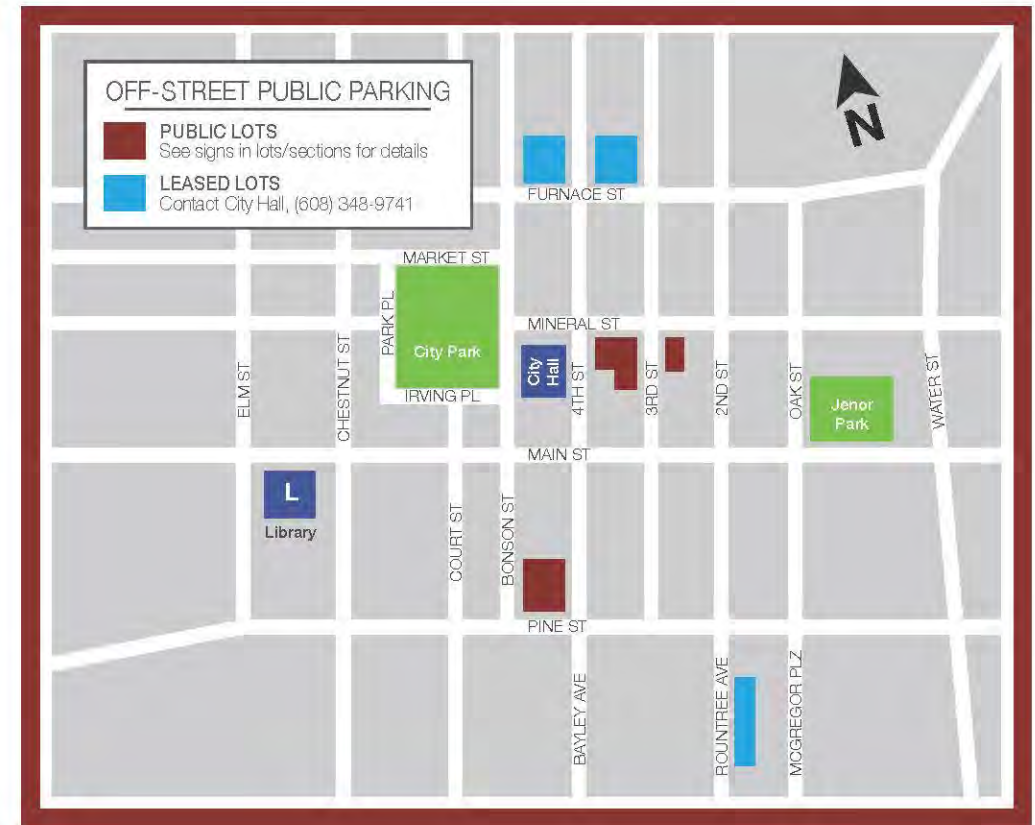 OFF-STREET PUBLIC PARKING
PUBLIC LOTS
See signs in lots/sections for details
LEASED LOTS
Contact City Hall, (608) 348-9741
N
FURNACE ST
MARKET ST
PARK PL
City Park
IRVING PL
MINERAL ST
City
Hall
4TH ST
3RD ST
2ND ST
OAK ST
Jenor
Park
WATER ST
ELM ST
CHESTNUT ST
MAIN ST
L
Library
COURT ST
BONSON ST
PINE ST
BAYLEY AVE
ROUNTREE AVE
MCGREGOR PLZ